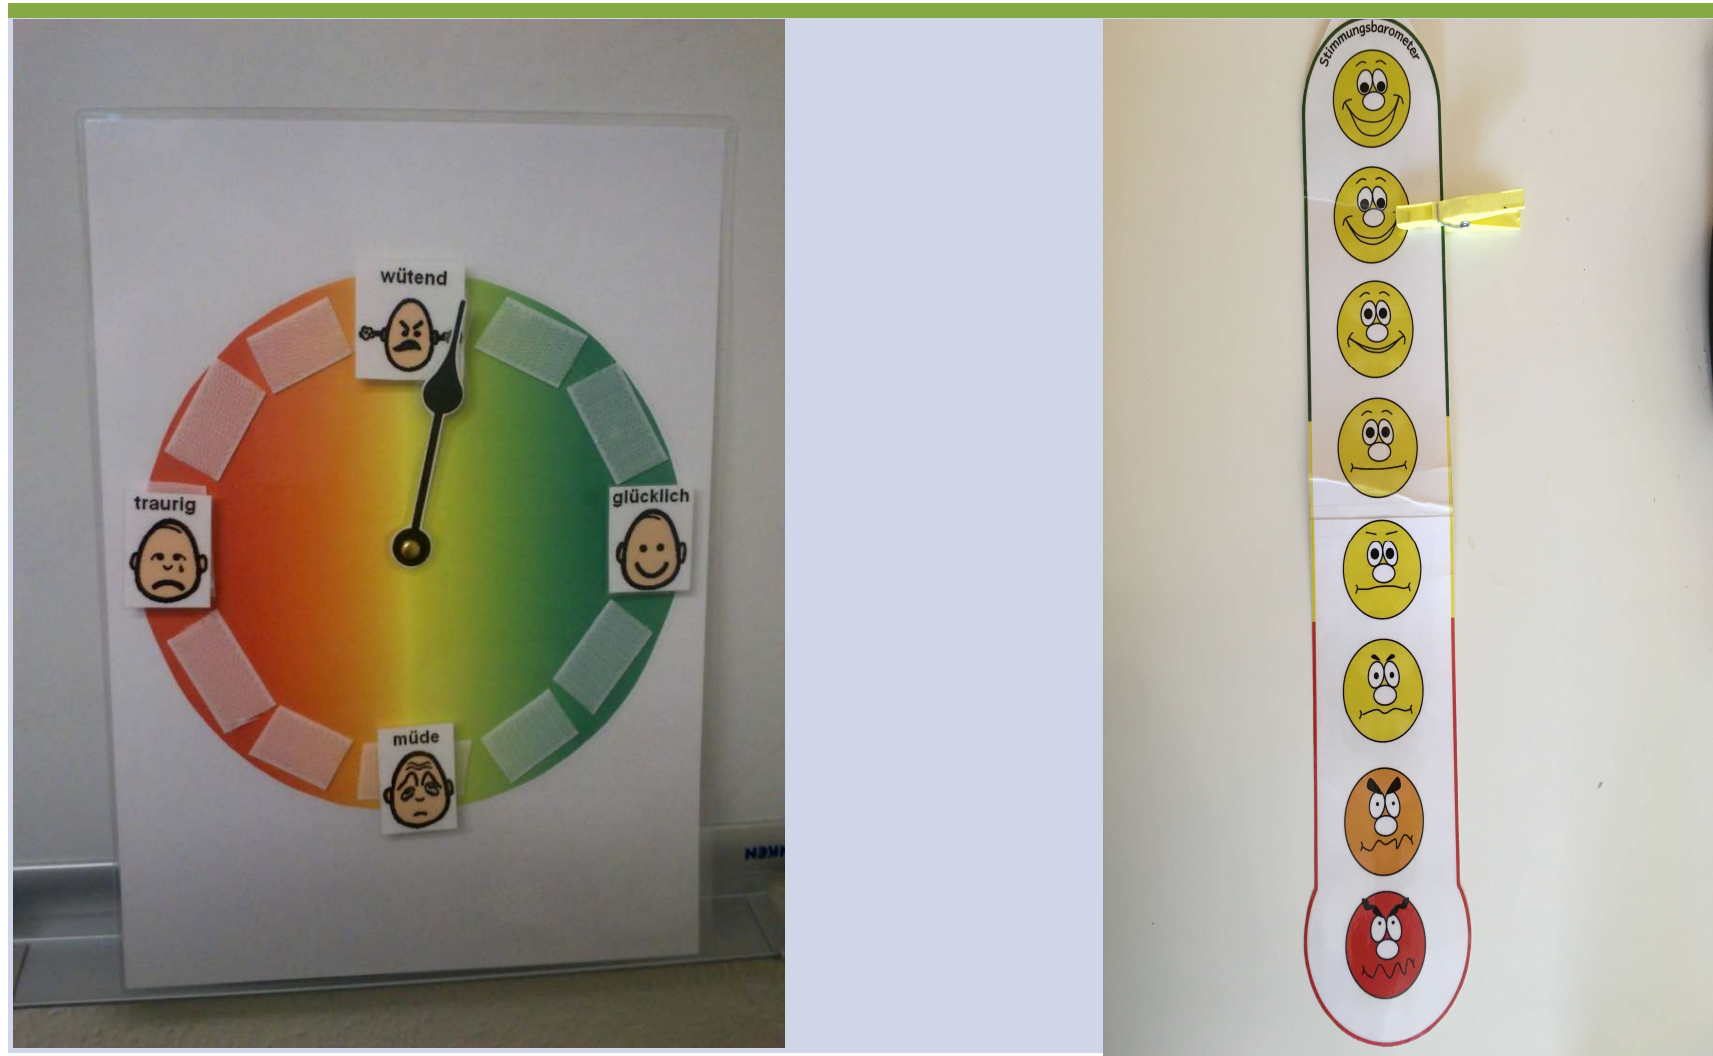 wütend
traurig
glücklich
müde
Stimmungsbarometer